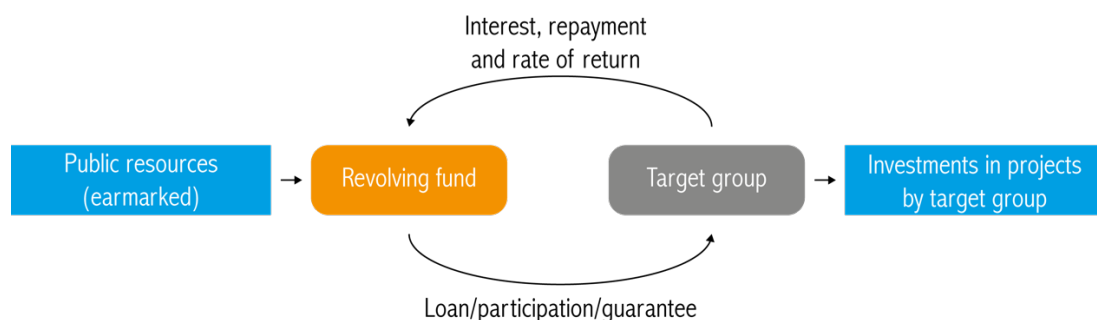 Interest, repayment
and rate of return
Public resources
(earmarked)
Revolving fund
Target group
Investments in projects
by target group
Loan/participation/quarantee